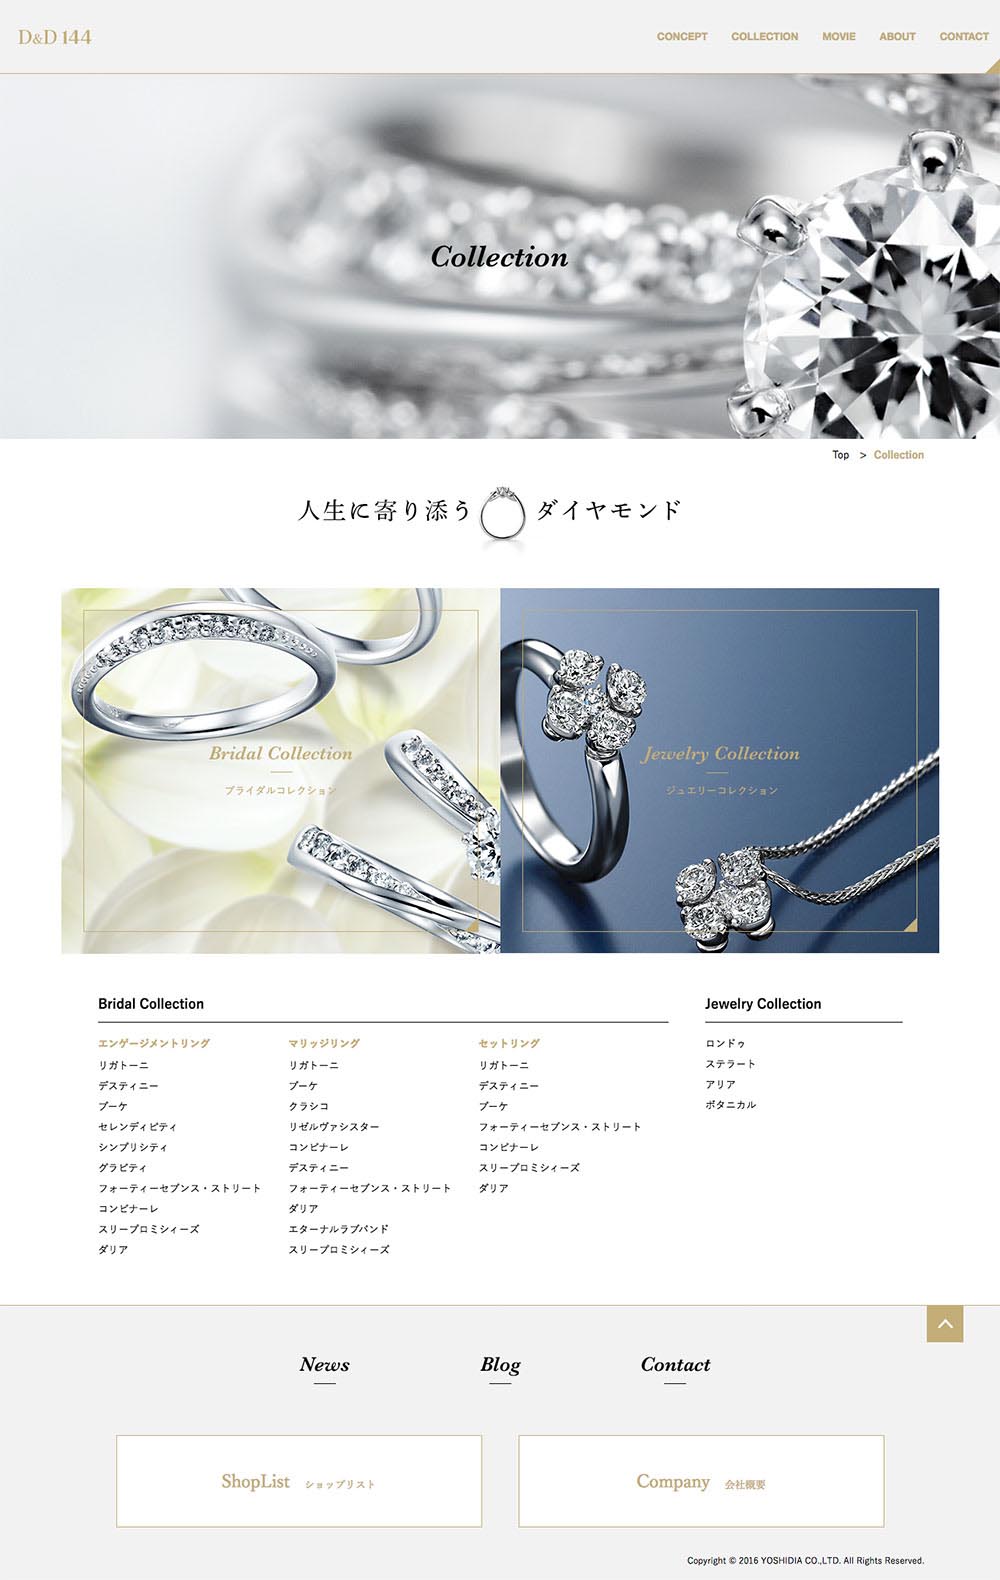 D&D 144
CONCEPT COLLECTION MOVIE ABOUT CONTACT
Collection
Top > Collection
人生に寄り添う ダイヤモンド
Bridal Collection
ブライダルコレクション
Jewelry Collection
ジュエリーコレクション
Bridal Collection
エンゲージメントリング
リガトーニ
デスティニー
ブーケ
セレンディピティ
シンプリシティ
グラビティ
フォーティーセブンス・ストリート
コンビナーレ
スリープロミシィーズ
ダリア
マリッジリング
リガトーニ
ブーケ
クラシコ
リゼルヴァシスター
コンビナーレ
デスティニー
フォーティーセブンス・ストリート
ダリア
エターナルラブバンド
スリープロミシィーズ
セットリング
リガトーニ
デスティニー
ブーケ
フォーティーセブンス・ストリート
コンビナーレ
スリープロミシィーズ
ダリア
Jewelry Collection
ロンドゥ
ステラート
アリア
ボタニカル
News Blog Contact
ShopList ショップリスト
Company 会社概要
Copyright © 2016 YOSHIDIA CO.,LTD. All Rights Reserved.